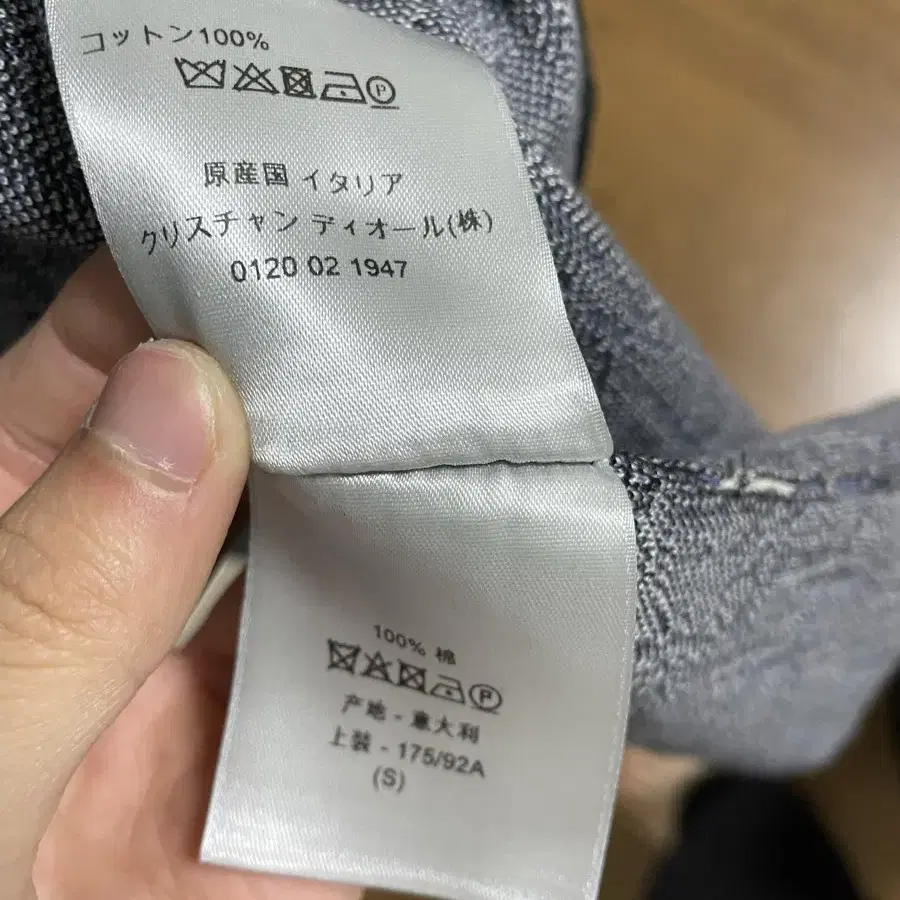 コットン100%
P
原産国 イタリア
クリスチャン ディオール(株)
0120 02 1947
100% 棉
P
产地 - 意大利
上装 - 175/92A
(S)